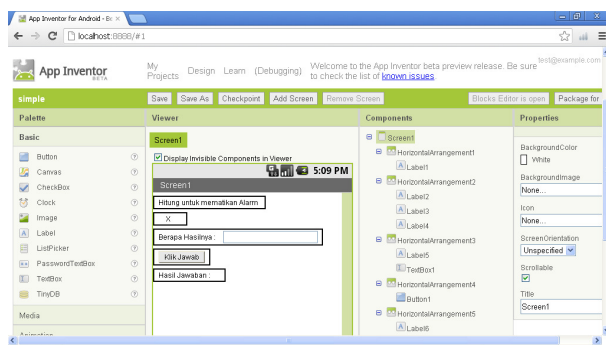 App Inventor for Android - Be
localhost:8888/#1
test@example.com
App Inventor
BETA
My Projects
Design
Learn
(Debugging)
Welcome to the App Inventor beta preview release. Be sure to check the list of known issues.
simple
Save
Save As
Checkpoint
Add Screen
Remove Screen
Blocks Editor is open
Package for
Palette
Basic
Button
Canvas
CheckBox
Clock
Image
Label
ListPicker
PasswordTextBox
TextBox
TinyDB
Media
Animation
Viewer
Screen1
Display Invisible Components in Viewer
5:09 PM
Screen1
Hitung untuk mematikan Alarm
X
Berapa Hasilnya :
Klik Jawab
Hasil Jawaban :
Components
Screen1
HorizontalArrangement1
Label1
HorizontalArrangement2
Label2
Label3
Label4
HorizontalArrangement3
Label5
TextBox1
HorizontalArrangement4
Button1
HorizontalArrangement5
Label6
Properties
BackgroundColor
White
BackgroundImage
None...
Icon
None...
ScreenOrientation
Unspecified
Scrollable
Title
Screen1